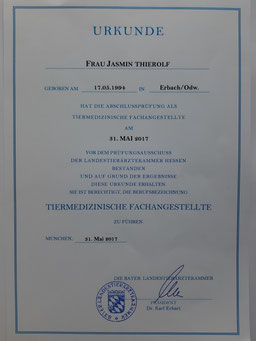 URKUNDE
FRAU JASMIN THIEROLF
GEBOREN AM 17.05.1994 IN Erbach/Odw.
HAT DIE ABSCHLUSSPRÜFUNG ALS
TIERMEDIZINISCHE FACHANGESTELLTE
AM
31. MAI 2017
VOR DEM PRÜFUNGSAUSSCHUSS
DER LANDESTIERÄRZTEKAMMER HESSEN
BESTANDEN
UND AUF GRUND DES ERGEBNISSES
DIESE URKUNDE ERHALTEN
SIE IST BERECHTIGT, DIE BERUFSBEZEICHNUNG
TIERMEDIZINISCHE FACHANGESTELLTE
ZU FÜHREN.
MÜNCHEN, 31. Mai 2017
DIE BAYER. LANDESTIERÄRZTEKAMMER
PRÄSIDENT
Dr. Karl Eckart